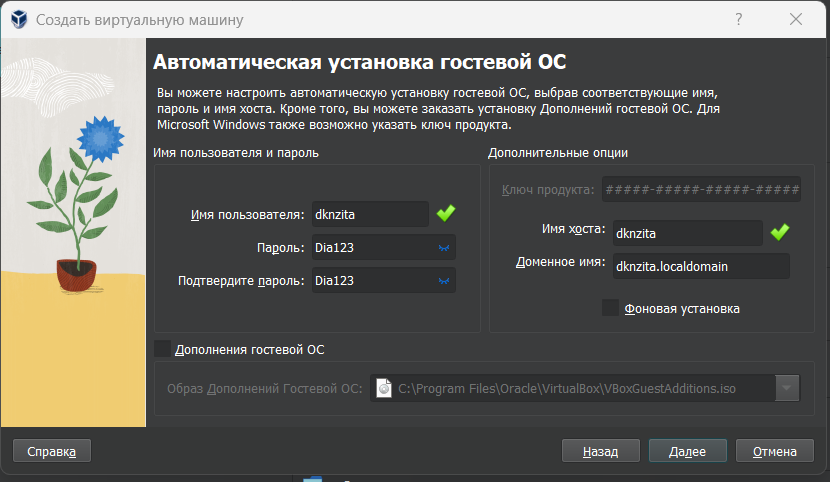 Создать виртуальную машину
?
Автоматическая установка гостевой ОС
Вы можете настроить автоматическую установку гостевой ОС, выбрав соответствующие имя,
пароль и имя хоста. Кроме того, вы можете заказать установку Дополнений гостевой ОС. Для
Microsoft Windows также возможно указать ключ продукта.
Имя пользователя и пароль
Имя пользователя: dknzita
Пароль: Dia123
Подтвердите пароль: Dia123
Дополнительные опции
Ключ продукта: #####-#####-#####-#####
Имя хоста: dknzita
Доменное имя: dknzita.localdomain
Фоновая установка
Дополнения гостевой ОС
Образ Дополнений Гостевой ОС: C:\Program Files\Oracle\VirtualBox\VBoxGuestAdditions.iso
Справка Назад Далее Отмена